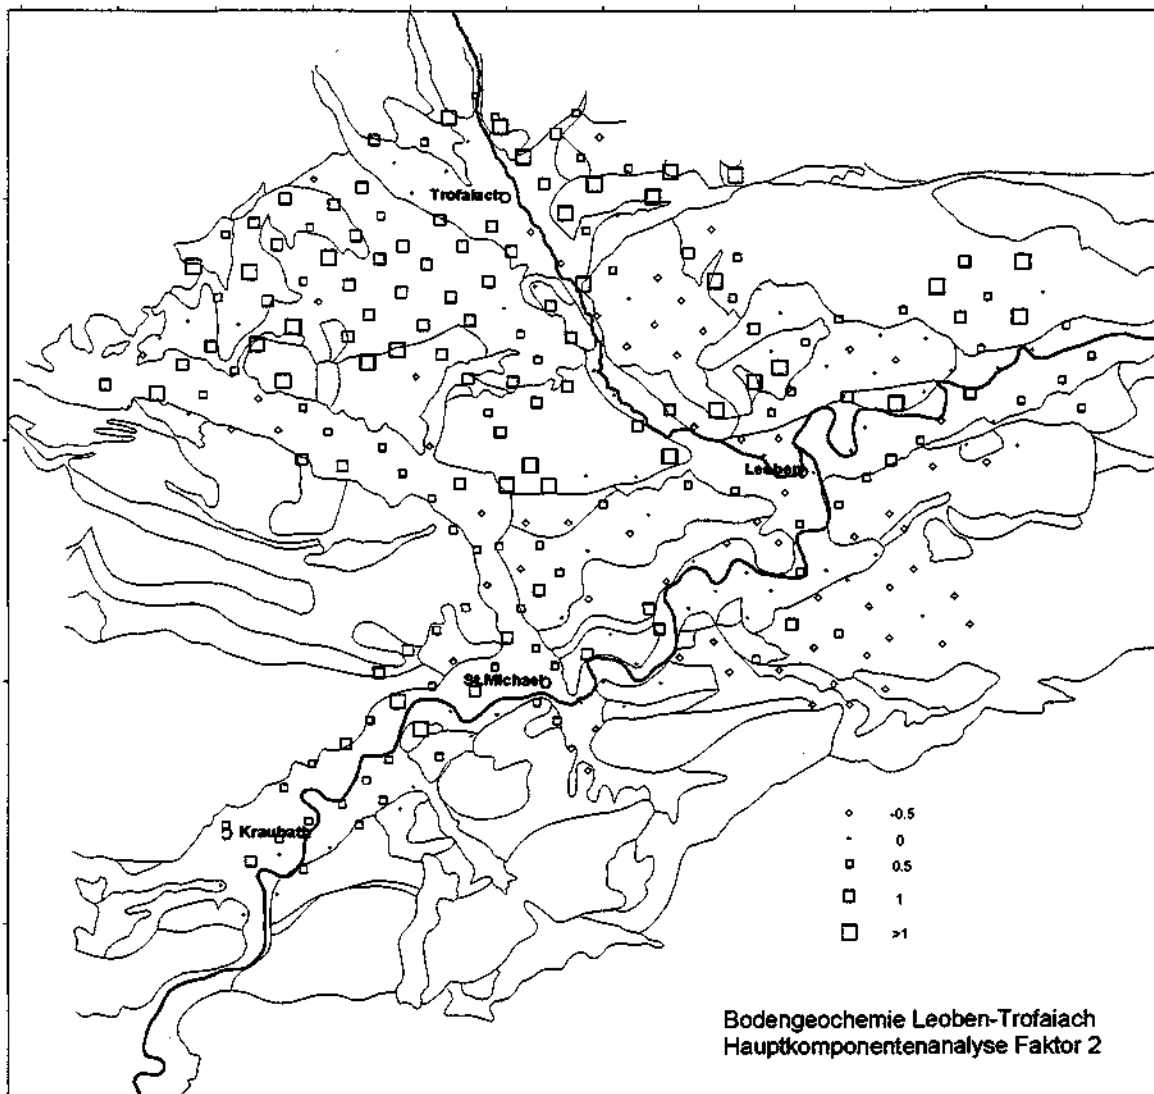 Trofaiach
Leoben
St.Michael
Kraubath
-0.5
0
0.5
1
>1
Bodengeochemie Leoben-Trofaiach
Hauptkomponentenanalyse Faktor 2